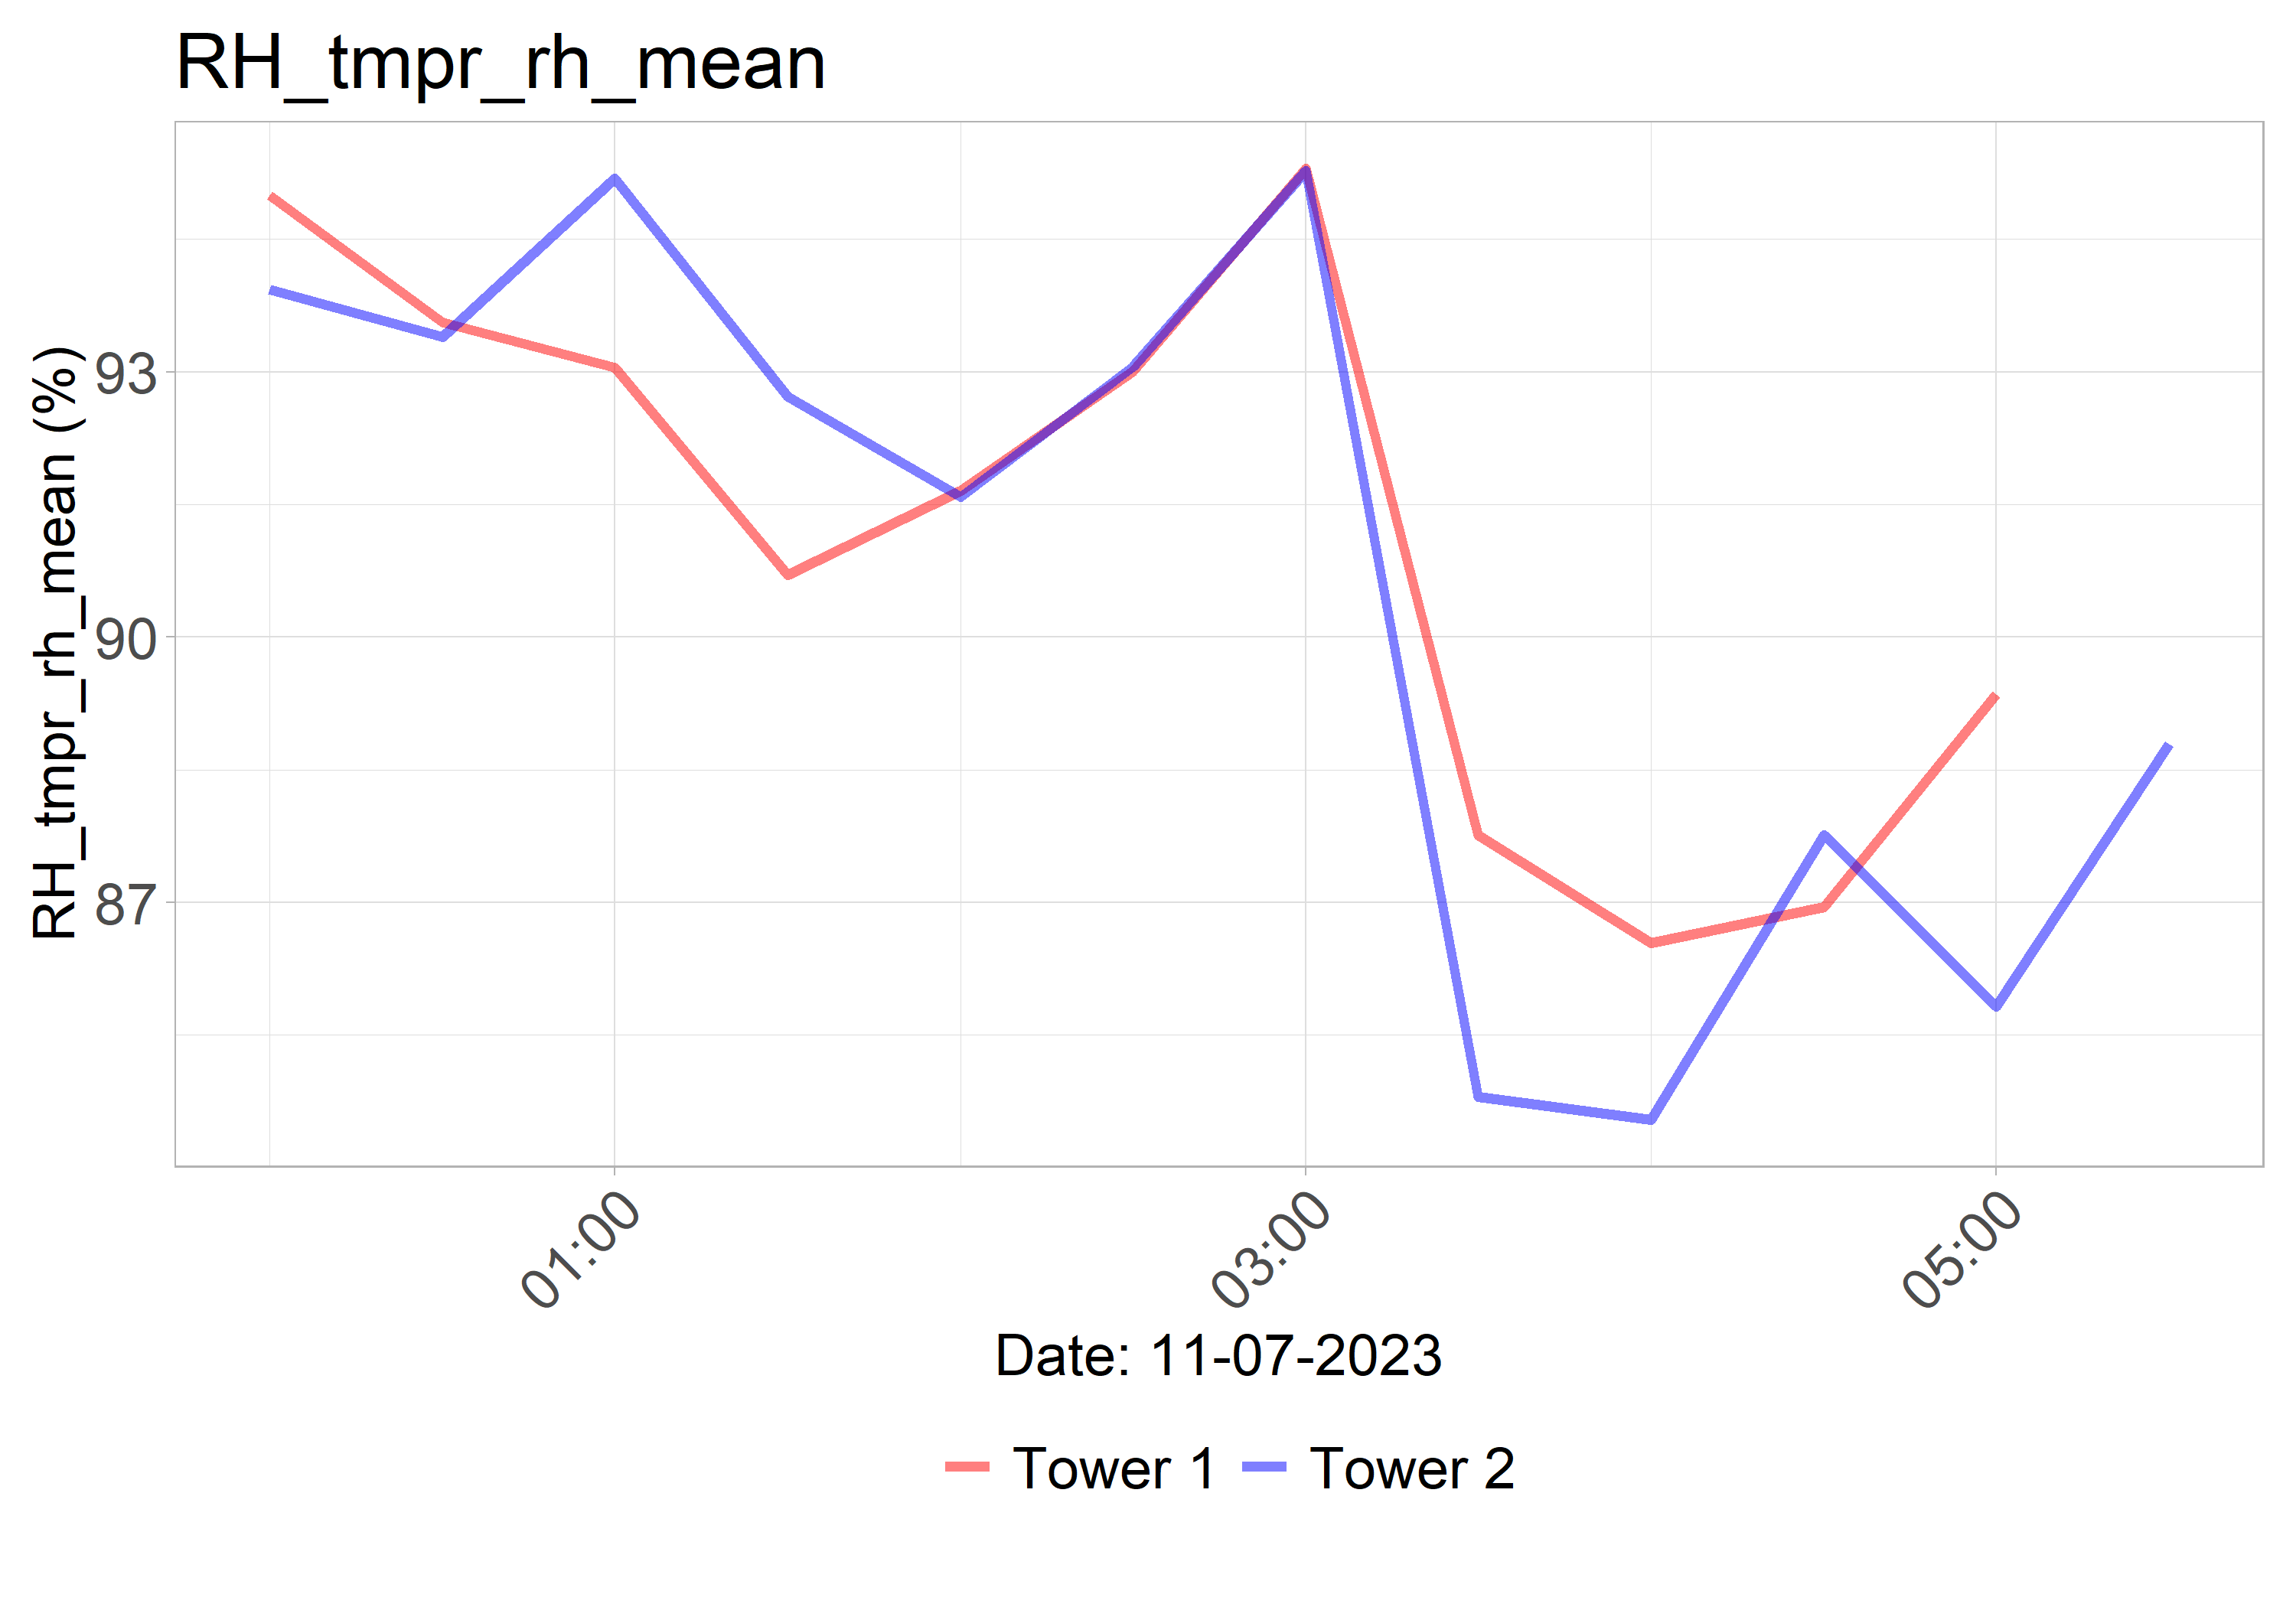 RH_tmpr_rh_mean
RH_tmpr_rh_mean (%)
93
90
87
01:00
03:00
05:00
Date: 11-07-2023
Tower 1
Tower 2